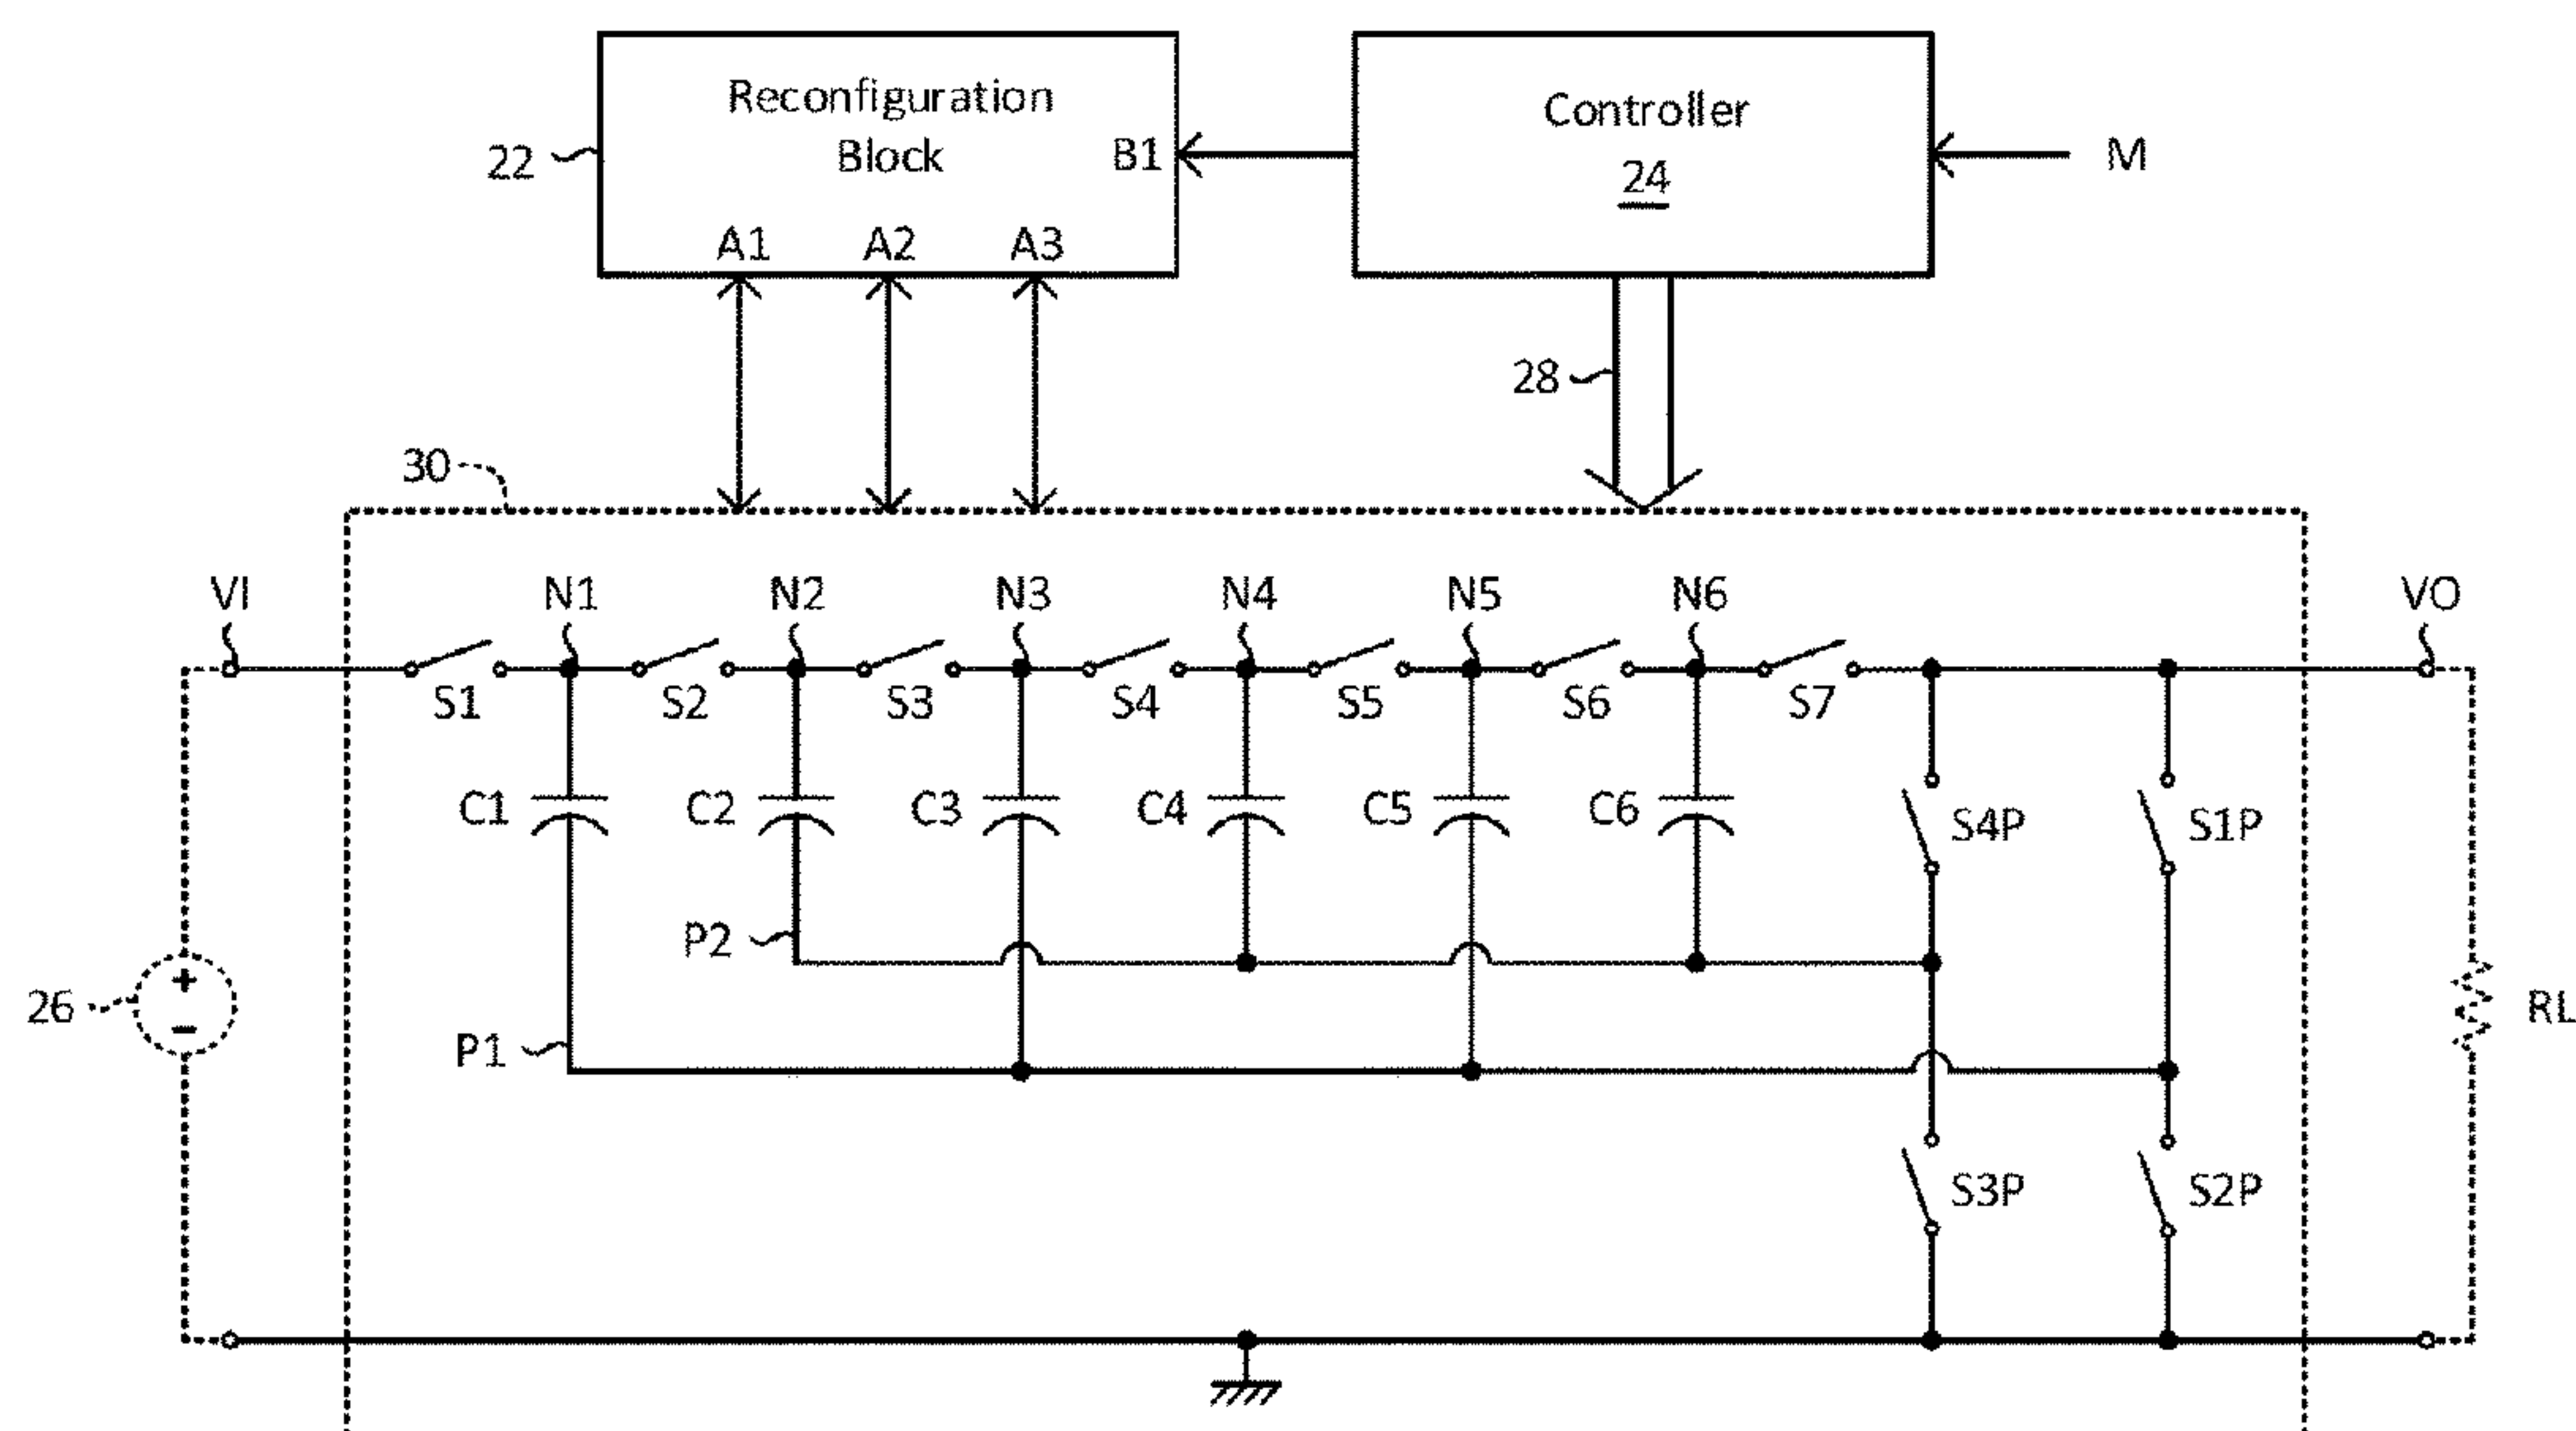 Reconfiguration
Block
22
B1
A1 A2 A3
Controller
24
M
28
30
VI N1 N2 N3 N4 N5 N6 VO
S1 S2 S3 S4 S5 S6 S7
C1 C2 C3 C4 C5 C6 S4P S1P
P2
26 + - RL
P1
S3P S2P